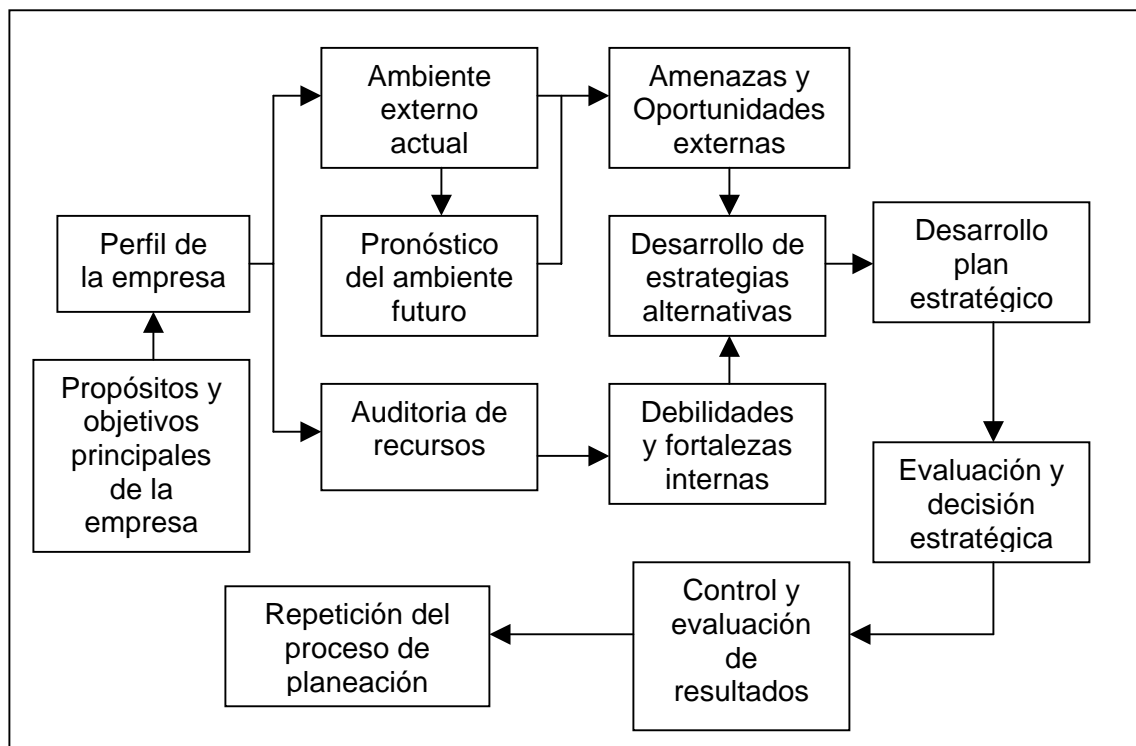 Propósitos y
objetivos
principales
de la
empresa
Perfil de
la empresa
Ambiente
externo
actual
Pronóstico
del ambiente
futuro
Auditoria de
recursos
Amenazas y
Oportunidades
externas
Debilidades
y fortalezas
internas
Desarrollo de
estrategias
alternativas
Desarrollo
plan
estratégico
Evaluación y
decisión
estratégica
Control y
evaluación
de
resultados
Repetición del
proceso de
planeación